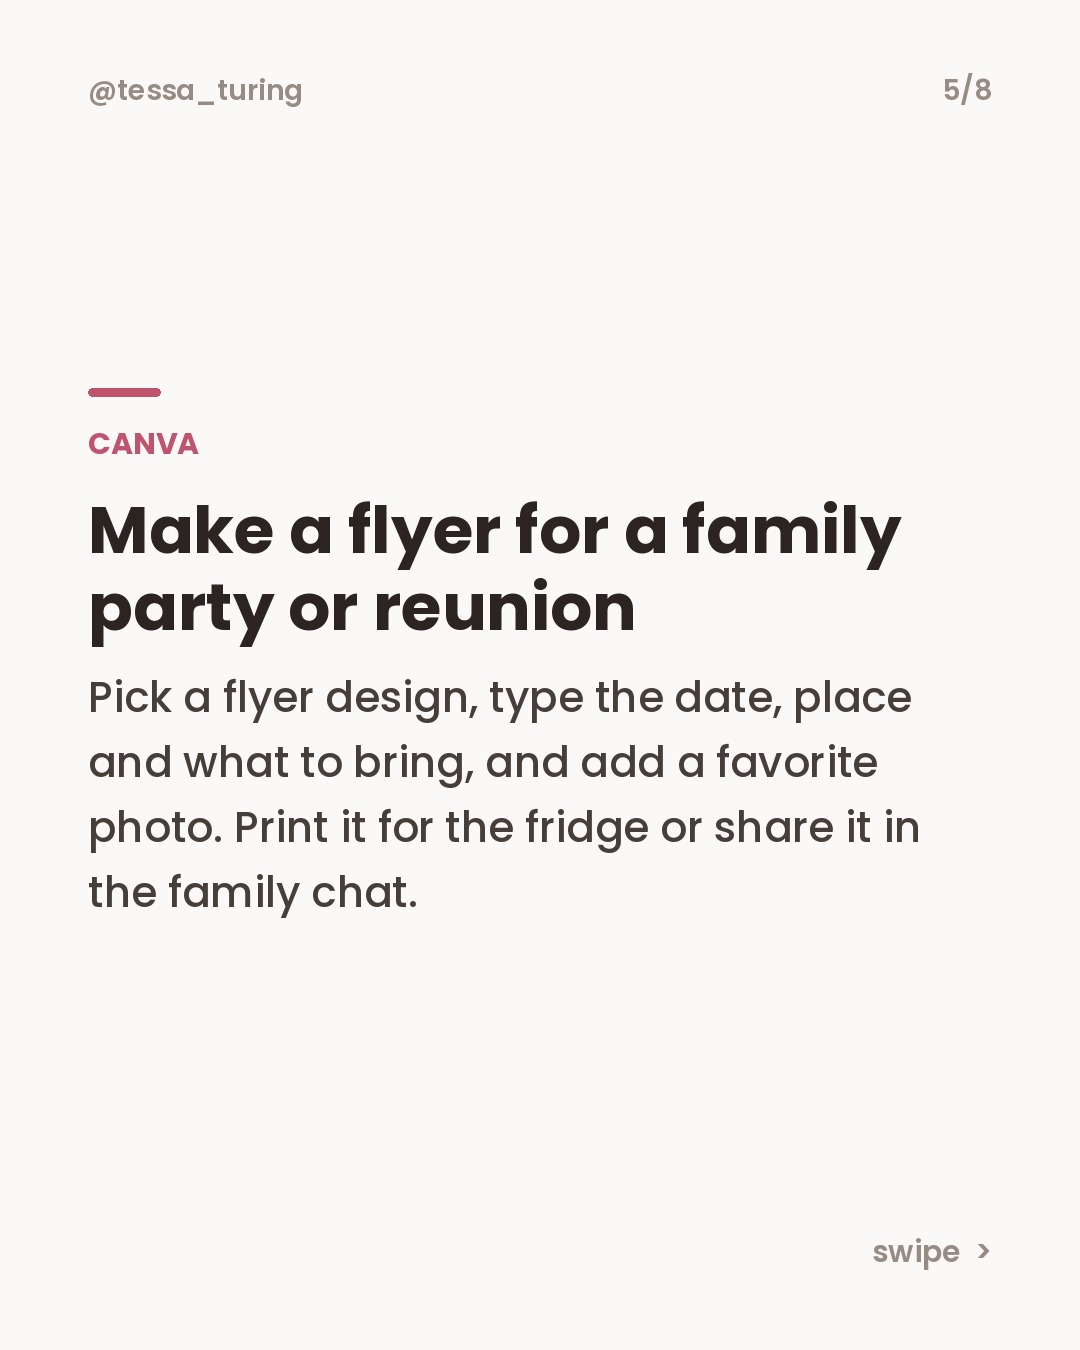 @tessa_turing
5/8
CANVA
Make a flyer for a family
party or reunion
Pick a flyer design, type the date, place
and what to bring, and add a favorite
photo. Print it for the fridge or share it in
the family chat.
swipe >